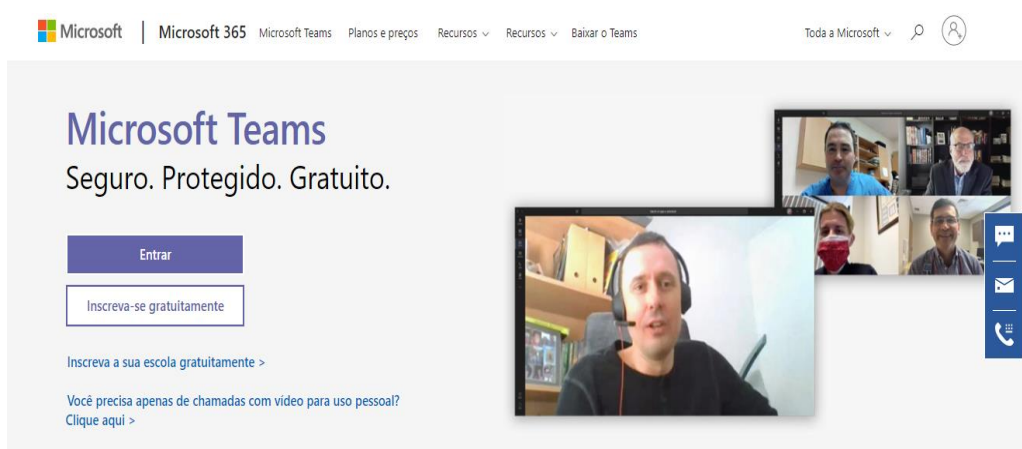 Microsoft | Microsoft 365 Microsoft Teams Planos e preços Recursos Recursos Baixar o Teams Toda a Microsoft
Microsoft Teams
Seguro. Protegido. Gratuito.
Entrar
Inscreva-se gratuitamente
Inscreva a sua escola gratuitamente >
Você precisa apenas de chamadas com vídeo para uso pessoal?
Clique aqui >